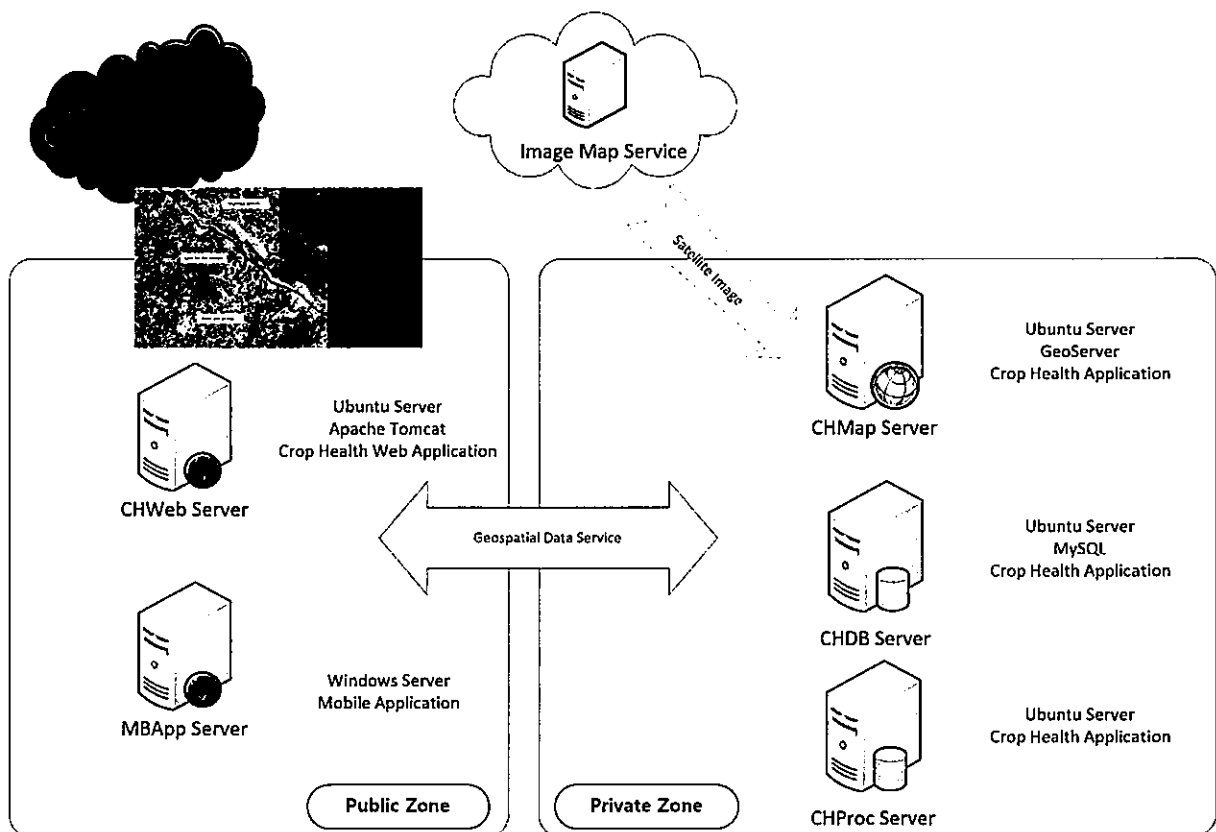 Image Map Service
Satellite Image
Ubuntu Server
GeoServer
Crop Health Application
CHMap Server
Ubuntu Server
Apache Tomcat
Crop Health Web Application
CHWeb Server
Geospatial Data Service
Ubuntu Server
MySQL
Crop Health Application
CHDB Server
Windows Server
Mobile Application
MBApp Server
Ubuntu Server
Crop Health Application
CHProc Server
Public Zone
Private Zone